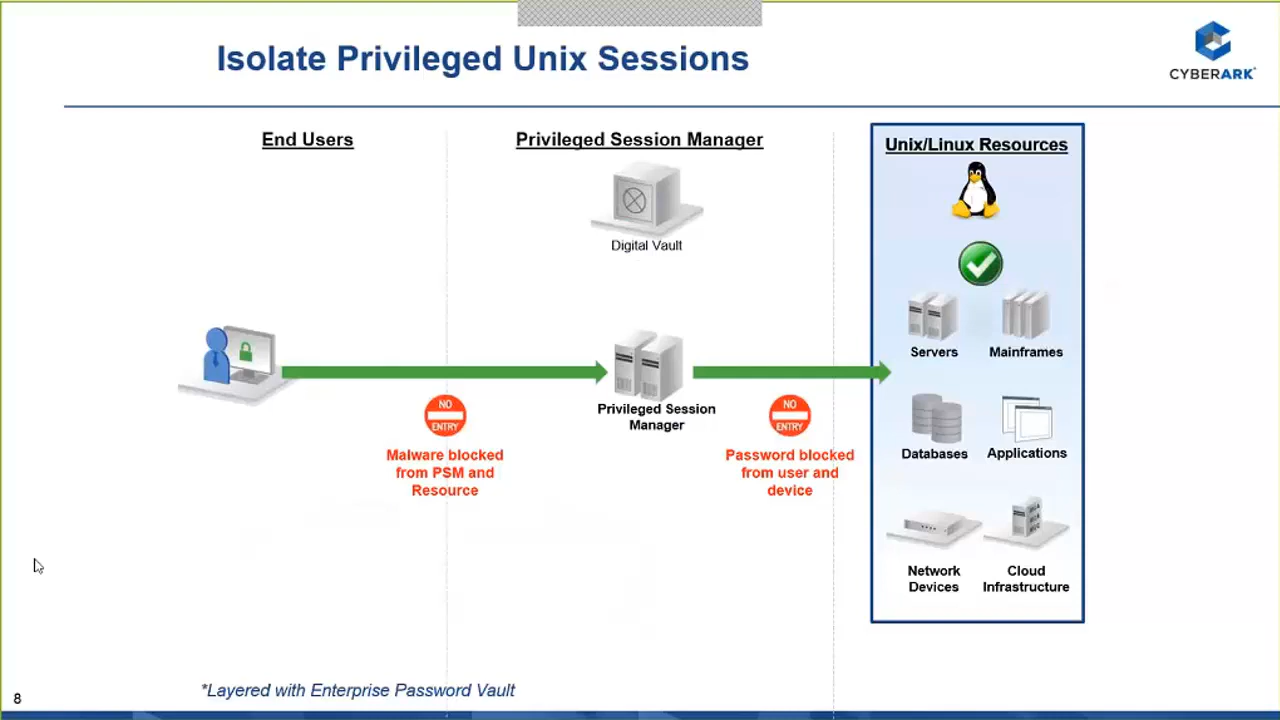 Isolate Privileged Unix Sessions
CYBERARK
End Users
Privileged Session Manager
Unix/Linux Resources
Digital Vault
Servers
Mainframes
NO
ENTRY
Malware blocked
from PSM and
Resource
Privileged Session
Manager
NO
ENTRY
Password blocked
from user and
device
Databases
Applications
Network
Devices
Cloud
Infrastructure
*Layered with Enterprise Password Vault
8